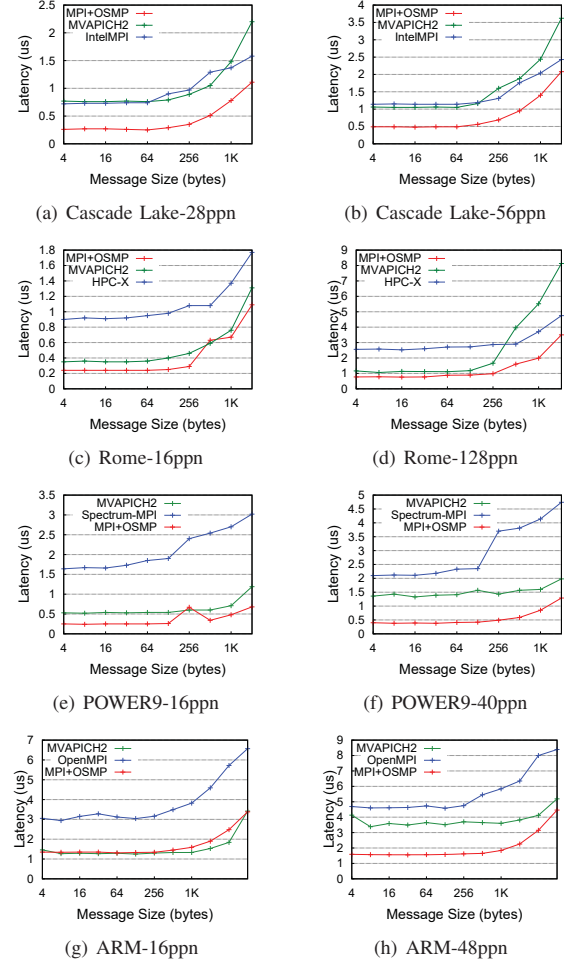 MPI+OSMP
MVAPICH2
IntelMPI
Latency (us)
2.5
2
1.5
1
0.5
0
4 16 64 256 1K
Message Size (bytes)
(a) Cascade Lake-28ppn
MPI+OSMP
MVAPICH2
IntelMPI
Latency (us)
4
3.5
3
2.5
2
1.5
1
0.5
0
4 16 64 256 1K
Message Size (bytes)
(b) Cascade Lake-56ppn
MPI+OSMP
MVAPICH2
HPC-X
Latency (us)
1.8
1.6
1.4
1.2
1
0.8
0.6
0.4
0.2
0
4 16 64 256 1K
Message Size (bytes)
(c) Rome-16ppn
MPI+OSMP
MVAPICH2
HPC-X
Latency (us)
9
8
7
6
5
4
3
2
1
0
4 16 64 256 1K
Message Size (bytes)
(d) Rome-128ppn
MVAPICH2
Spectrum-MPI
MPI+OSMP
Latency (us)
3.5
3
2.5
2
1.5
1
0.5
0
4 16 64 256 1K
Message Size (bytes)
(e) POWER9-16ppn
MVAPICH2
Spectrum-MPI
MPI+OSMP
Latency (us)
5
4.5
4
3.5
3
2.5
2
1.5
1
0.5
0
4 16 64 256 1K
Message Size (bytes)
(f) POWER9-40ppn
MVAPICH2
OpenMPI
MPI+OSMP
Latency (us)
7
6
5
4
3
2
1
0
4 16 64 256 1K
Message Size (bytes)
(g) ARM-16ppn
MVAPICH2
OpenMPI
MPI+OSMP
Latency (us)
9
8
7
6
5
4
3
2
1
0
4 16 64 256 1K
Message Size (bytes)
(h) ARM-48ppn